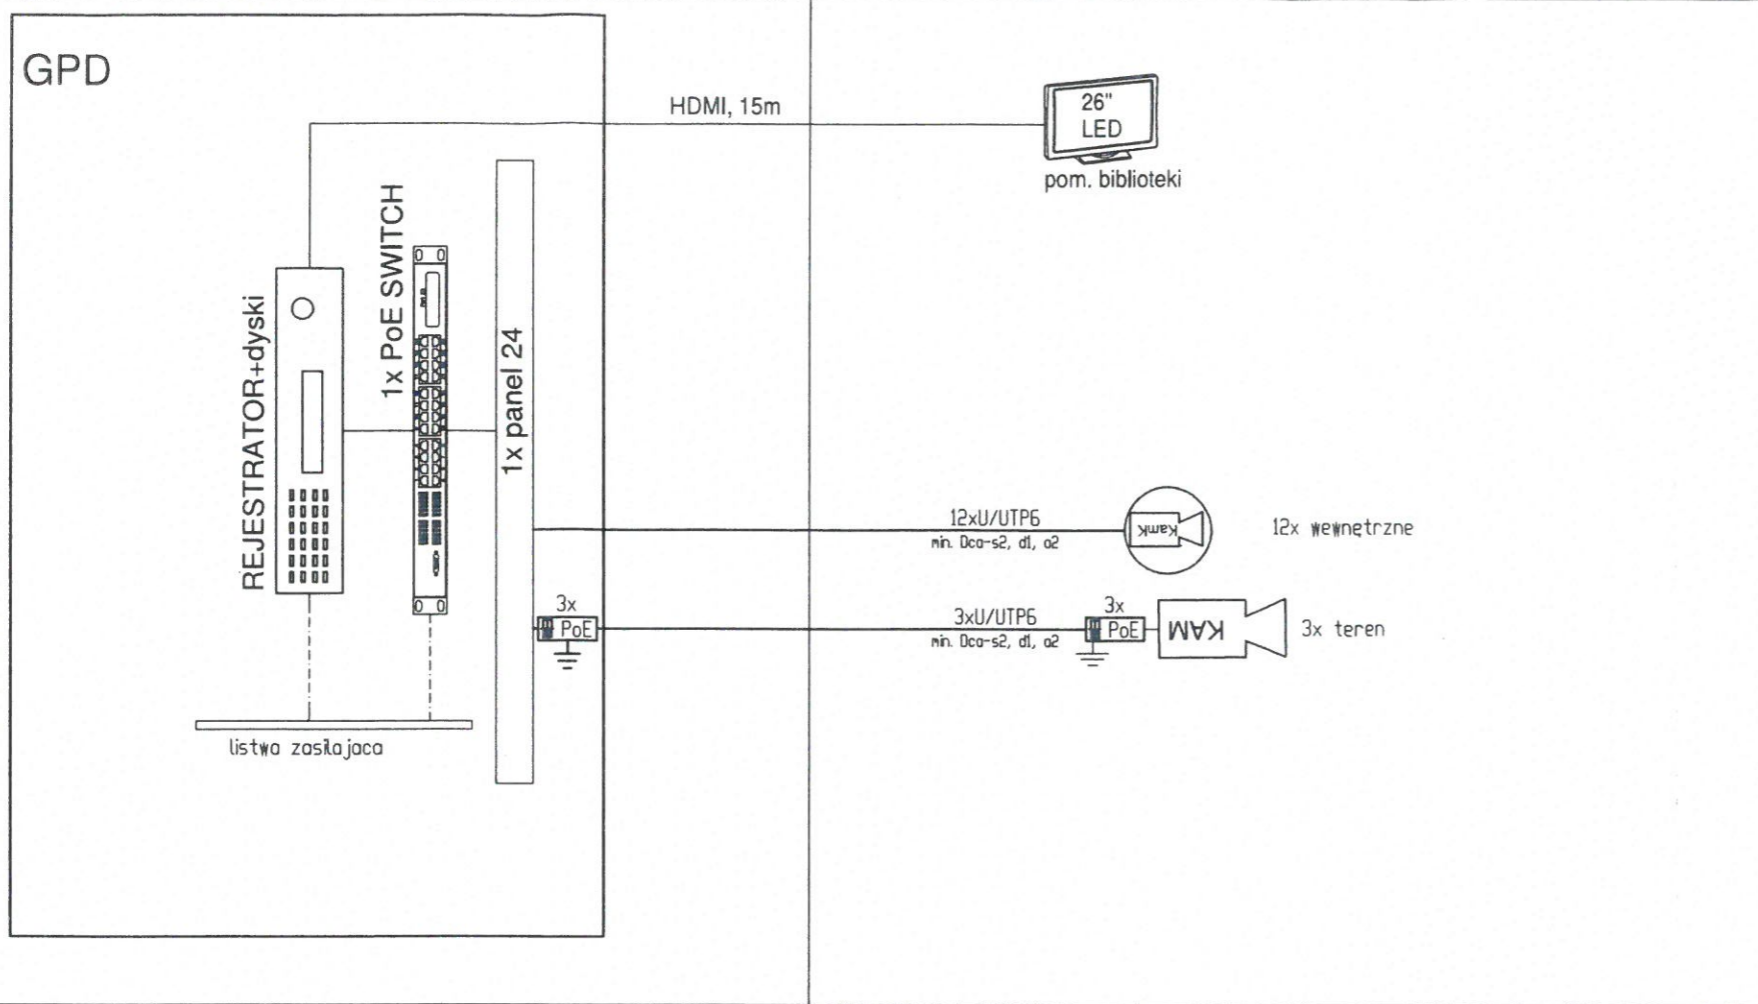 GPD
HDMI, 15m
26"
LED
pom. biblioteki
REJESTRATOR+dyski
1x PoE SWITCH
1x panel 24
12xU/UTP6
min. Dca-s2, d1, a2
KamK
12x wewnętrzne
3x
PoE
3xU/UTP6
min. Dca-s2, d1, a2
3x
PoE
KAM
3x teren
listwa zasilajaca